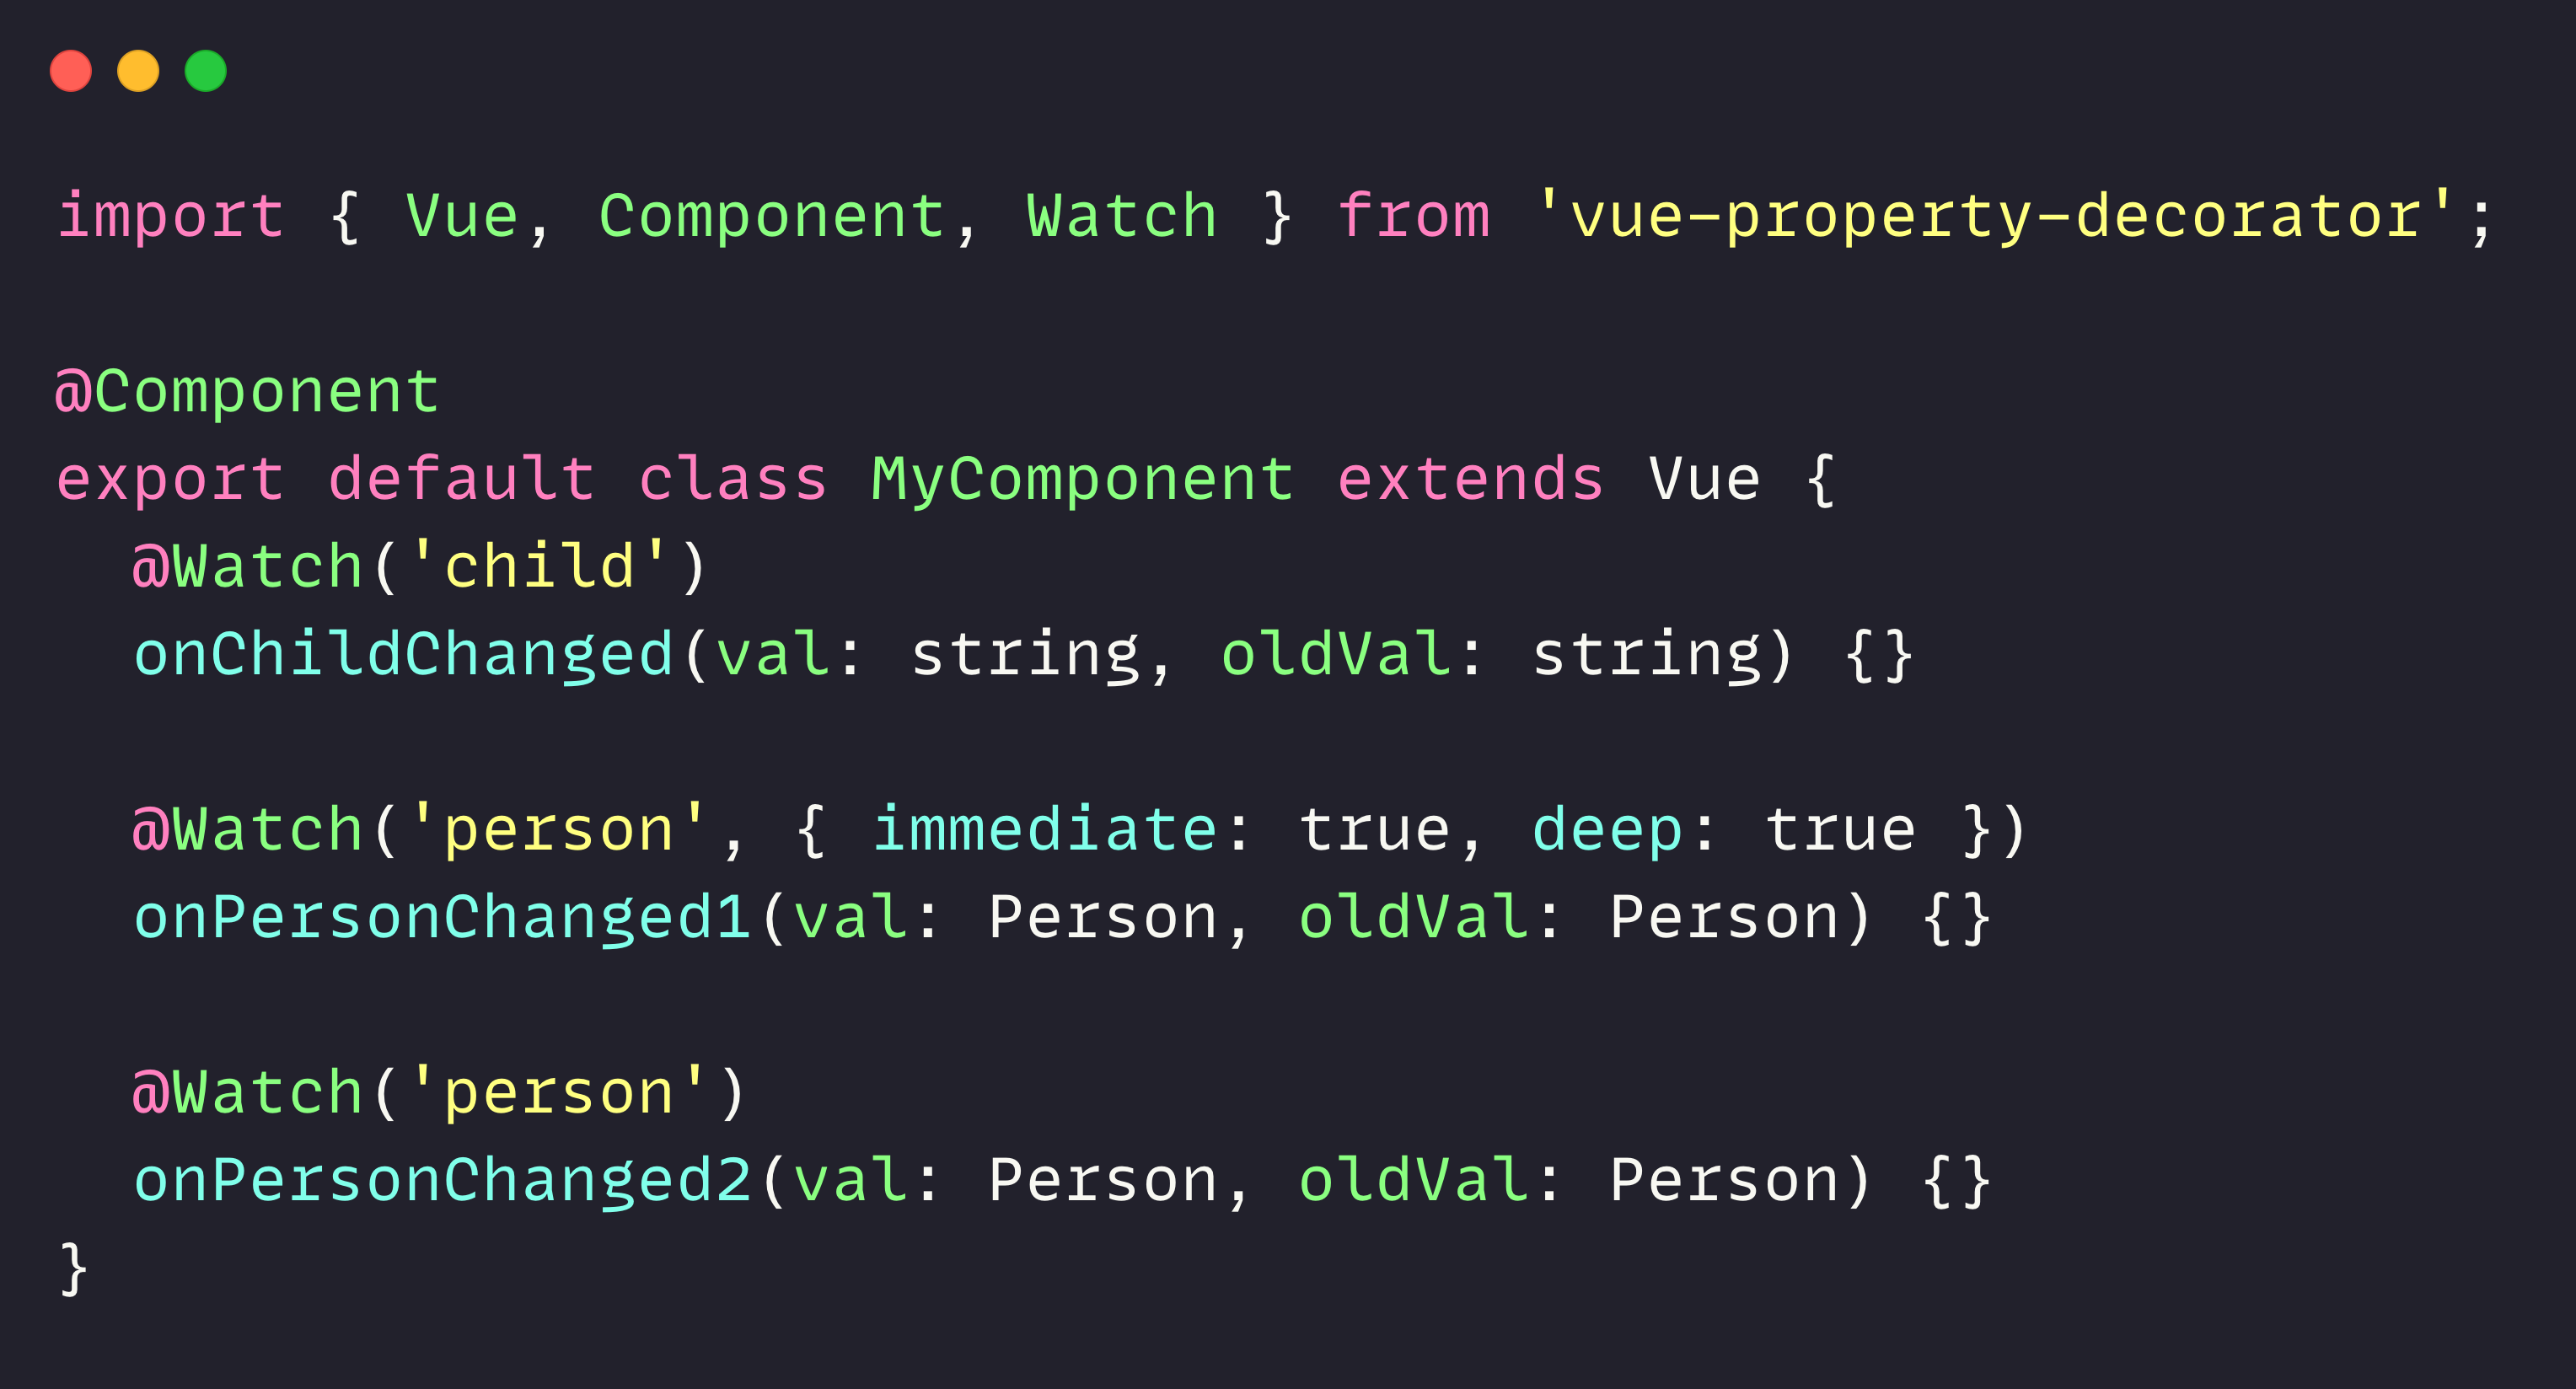 import { Vue, Component, Watch } from 'vue-property-decorator';
@Component
export default class MyComponent extends Vue {
  @Watch('child')
  onChildChanged(val: string, oldVal: string) {}
  @Watch('person', { immediate: true, deep: true })
  onPersonChanged1(val: Person, oldVal: Person) {}
  @Watch('person')
  onPersonChanged2(val: Person, oldVal: Person) {}
}